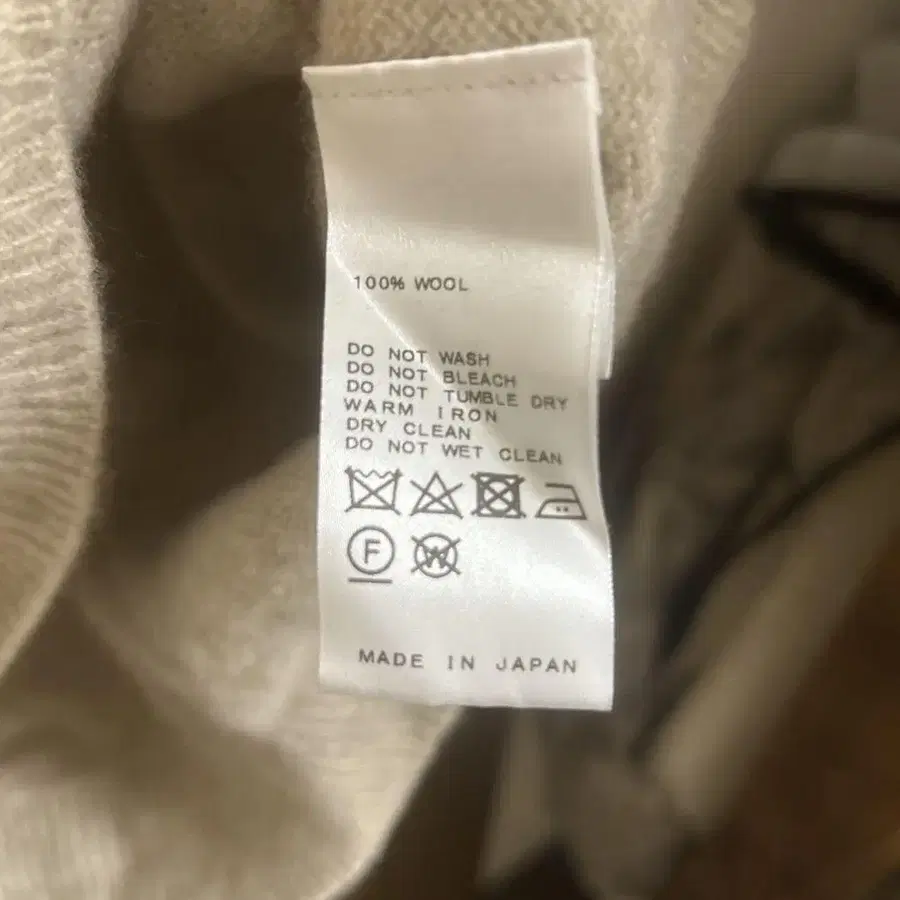 100% WOOL
DO NOT WASH
DO NOT BLEACH
DO NOT TUMBLE DRY
WARM IRON
DRY CLEAN
DO NOT WET CLEAN
F W
MADE IN JAPAN